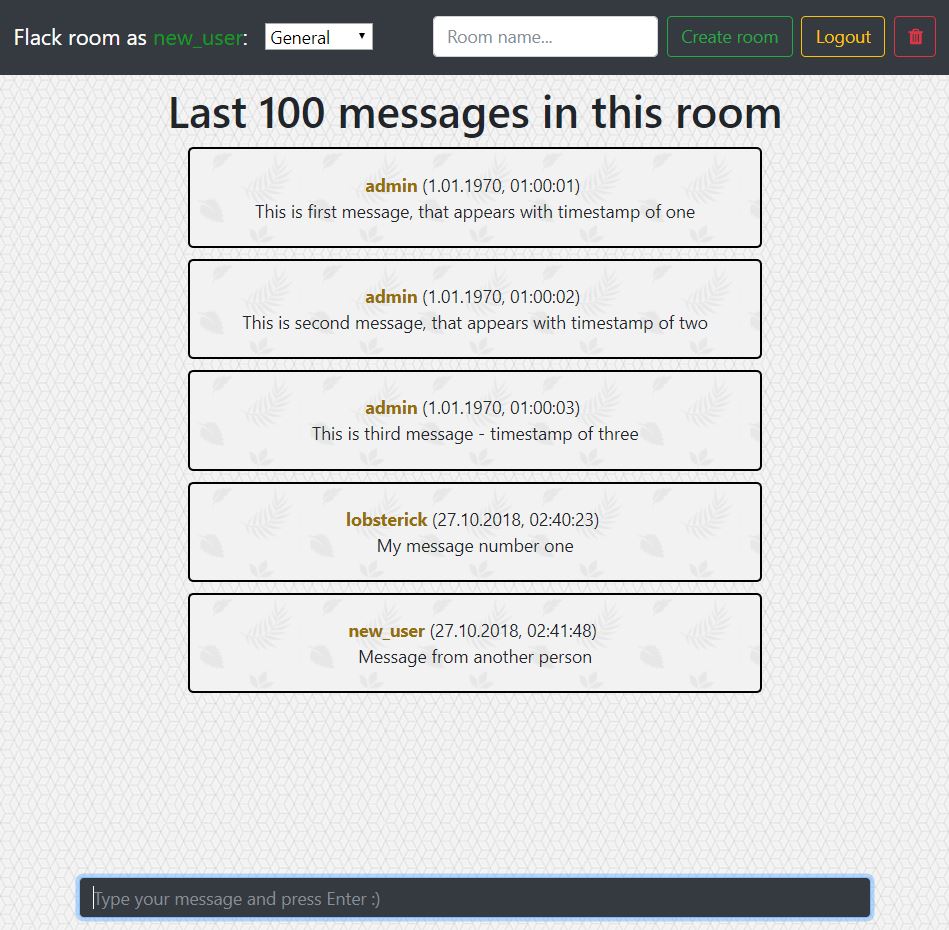 Flack room as new_user: General Room name... Create room Logout
Last 100 messages in this room
admin (1.01.1970, 01:00:01)
This is first message, that appears with timestamp of one
admin (1.01.1970, 01:00:02)
This is second message, that appears with timestamp of two
admin (1.01.1970, 01:00:03)
This is third message - timestamp of three
lobsterick (27.10.2018, 02:40:23)
My message number one
new_user (27.10.2018, 02:41:48)
Message from another person
Type your message and press Enter :)